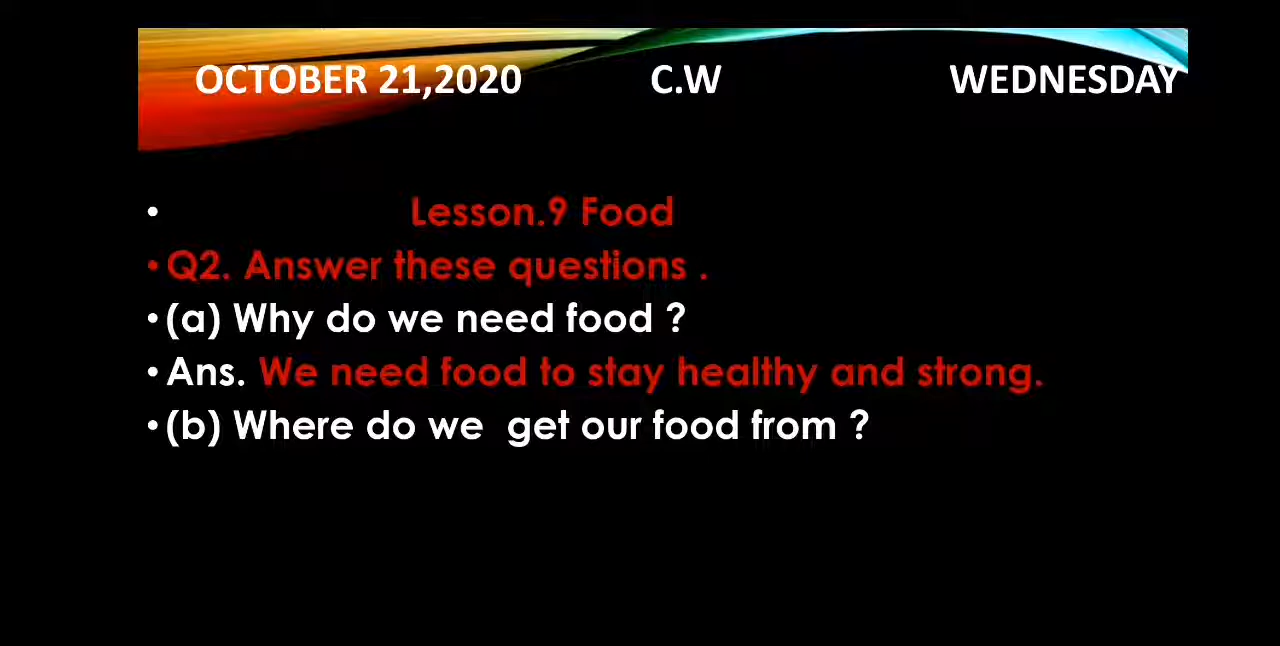 OCTOBER 21,2020 C.W WEDNESDAY
• Lesson.9 Food
• Q2. Answer these questions .
• (a) Why do we need food ?
• Ans. We need food to stay healthy and strong.
• (b) Where do we  get our food from ?